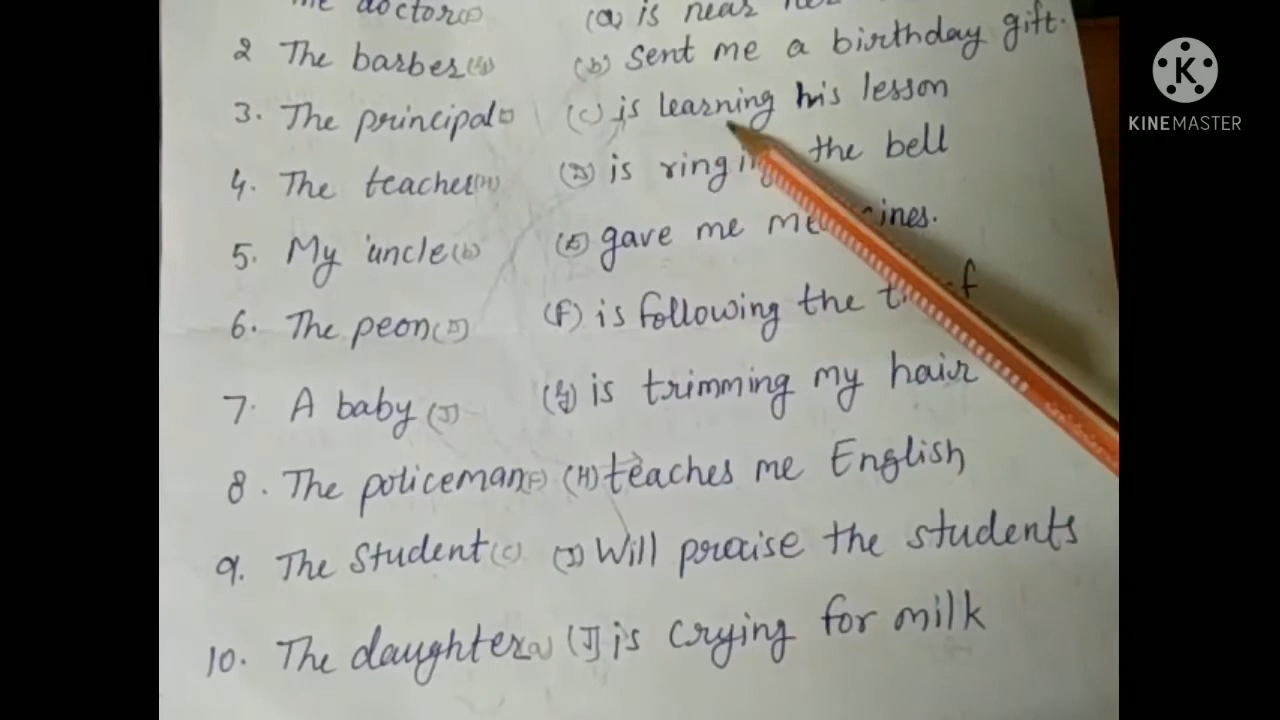 doctor (a) is near
2 The barber (G) (b) Sent me a birthday gift.
3. The principal (C) is learning his lesson
4. The teacher (H) (D) is ringing the bell
5. My uncle (b) (E) gave me
6. The peon (D) (F) is following the
7. A baby (J) (G) is trimming my hair
8. The policeman (F) (H) teaches me English
9. The Student (C) (I) Will praise the students
10. The daughter (a) (J) is crying for milk
K
KINEMASTER